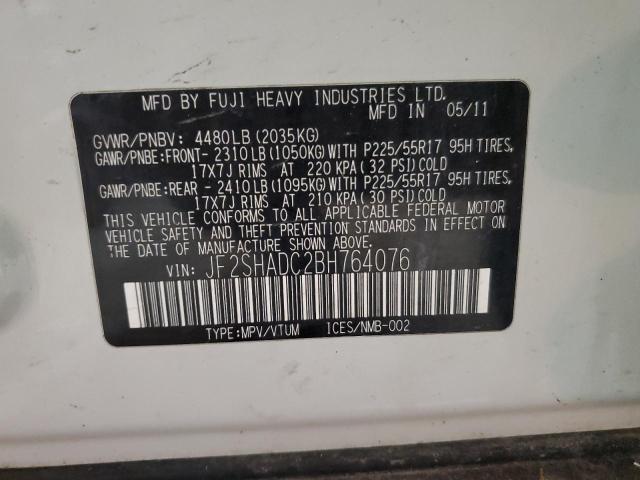 MFD BY FUJI HEAVY INDUSTRIES LTD.
MFD IN 05/11
GVWR/PNBV: 4480LB(2035KG)
GAWR/PNBE:FRONT- 2310LB(1050KG)WITH P225/55R17 95H TIRES,
17X7J RIMS AT 220 KPA(32 PSI)COLD
GAWR/PNBE:REAR - 2410LB(1095KG)WITH P225/55R17 95H TIRES,
17X7J RIMS AT 210 KPA(30 PSI)COLD
THIS VEHICLE CONFORMS TO ALL APPLICABLE FEDERAL MOTOR
VEHICLE SAFETY AND THEFT PREVENTION STANDARDS IN EFFECT ON
THE DATE OF MANUFACTURE SHOWN ABOVE.
VIN: JF2SHADC2BH764076
TYPE:MPV/VTUM ICES/NMB-002